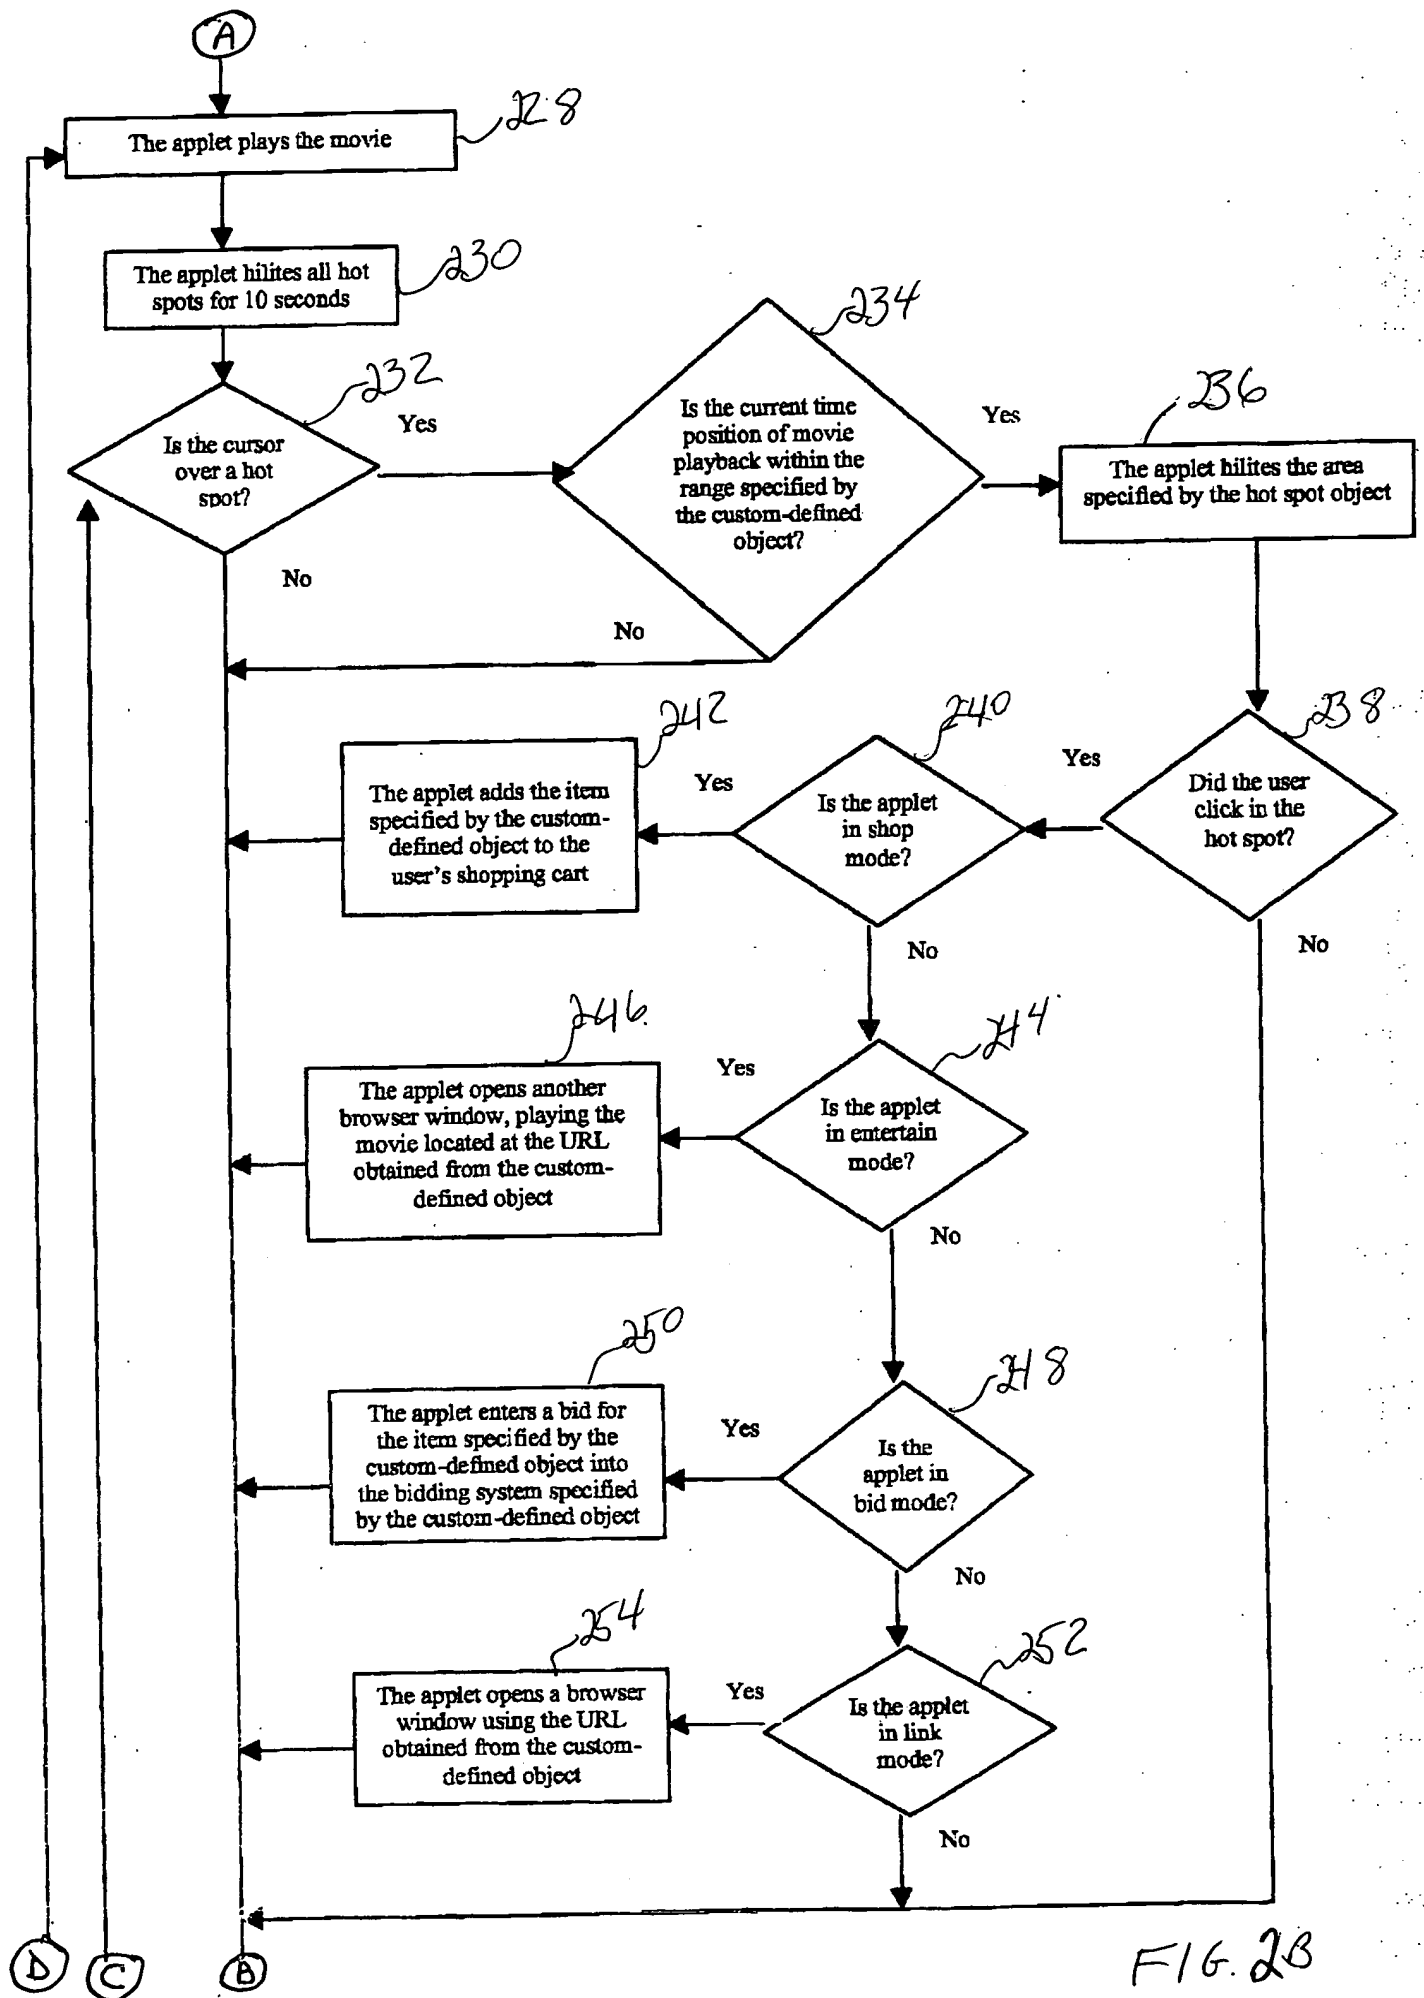 A
228
The applet plays the movie
230
The applet hilites all hot
spots for 10 seconds
232
Is the cursor
over a hot
spot?
Yes
No
234
Is the current time
position of movie
playback within the
range specified by
the custom-defined
object?
Yes
No
236
The applet hilites the area
specified by the hot spot object
238
Did the user
click in the
hot spot?
Yes
No
240
Is the applet
in shop
mode?
Yes
No
242
The applet adds the item
specified by the custom-
defined object to the
user's shopping cart
244
Is the applet
in entertain
mode?
Yes
No
246
The applet opens another
browser window, playing the
movie located at the URL
obtained from the custom-
defined object
248
Is the
applet in
bid mode?
Yes
No
250
The applet enters a bid for
the item specified by the
custom-defined object into
the bidding system specified
by the custom-defined object
252
Is the applet
in link
mode?
Yes
No
254
The applet opens a browser
window using the URL
obtained from the custom-
defined object
D
C
B
FIG. 2B